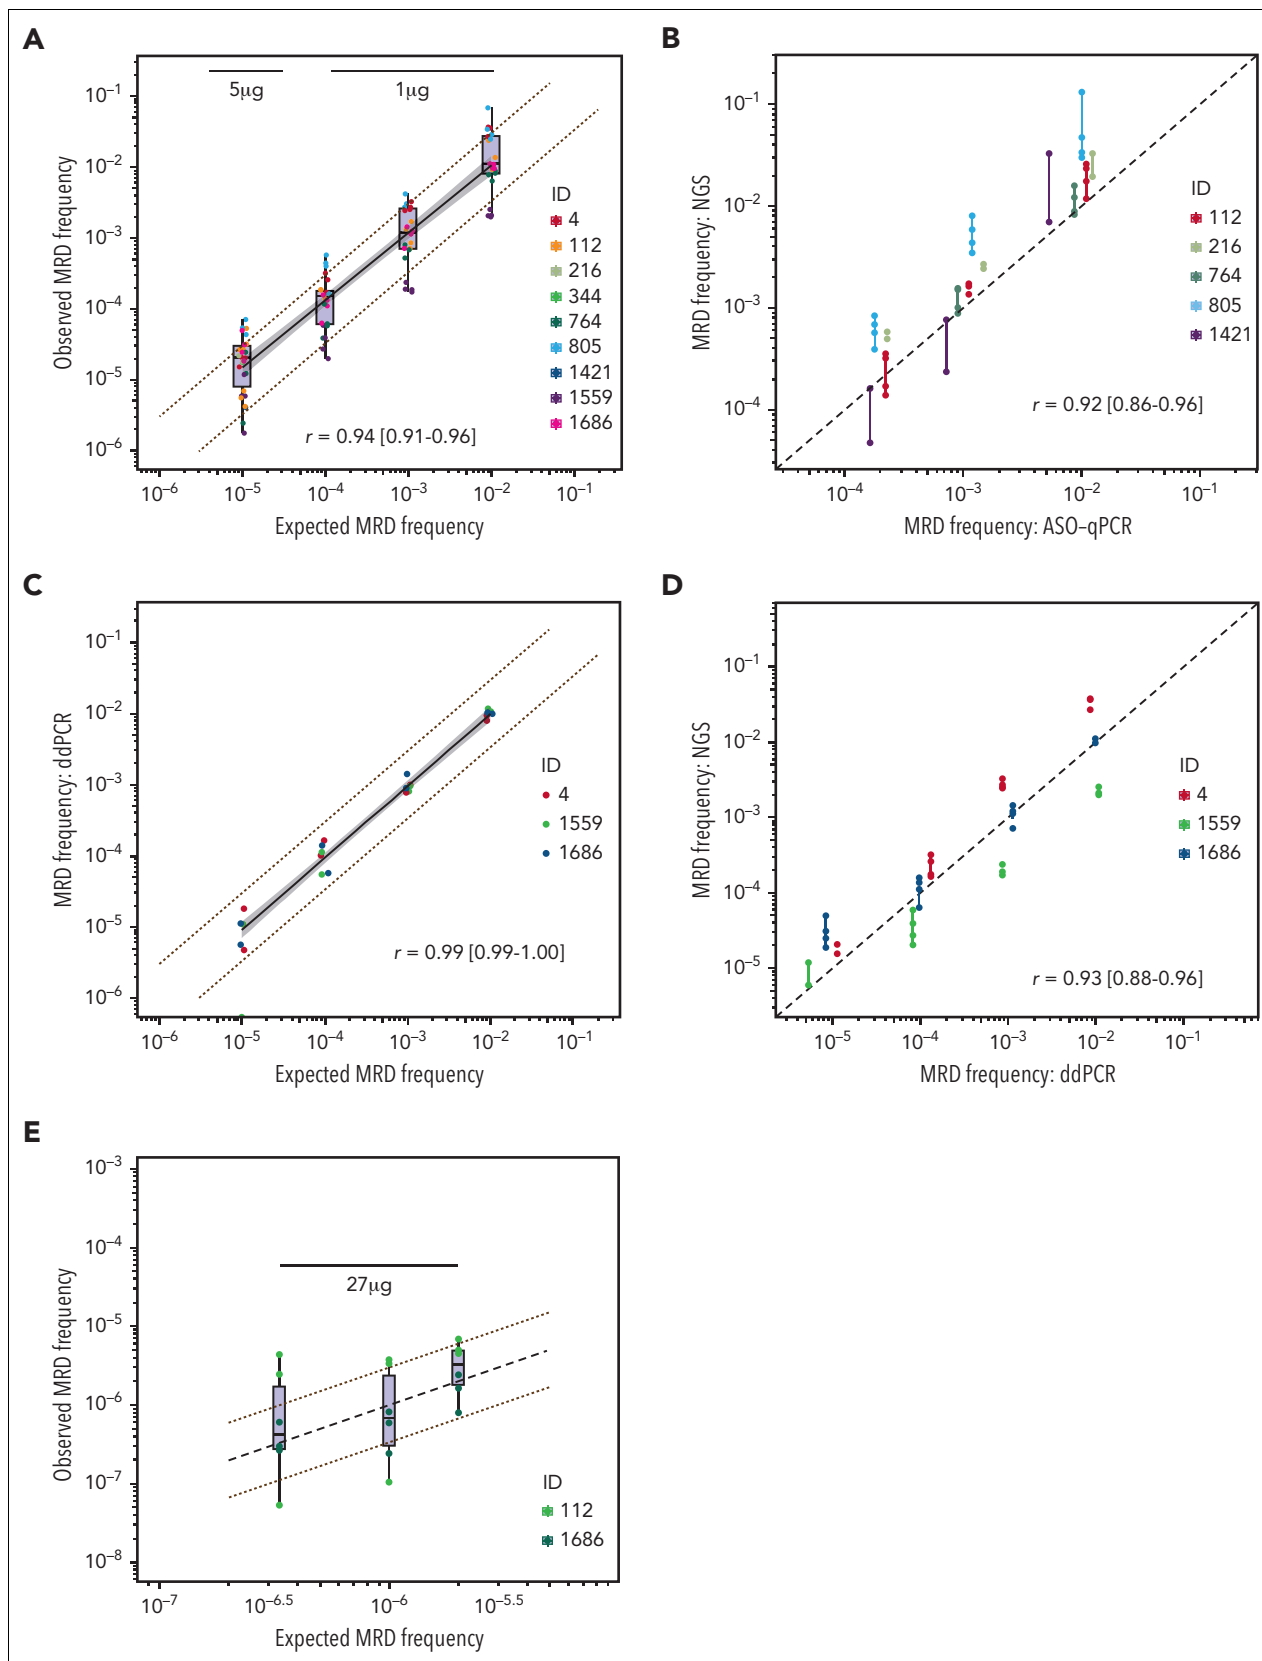 A
5μg
1μg
10⁻¹
10⁻²
10⁻³
10⁻⁴
10⁻⁵
10⁻⁶
Observed MRD frequency
ID
4
112
216
344
764
805
1421
1559
1686
r = 0.94 [0.91-0.96]
10⁻⁶ 10⁻⁵ 10⁻⁴ 10⁻³ 10⁻² 10⁻¹
Expected MRD frequency
B
10⁻¹
10⁻²
10⁻³
10⁻⁴
MRD frequency: NGS
ID
112
216
764
805
1421
r = 0.92 [0.86-0.96]
10⁻⁴ 10⁻³ 10⁻² 10⁻¹
MRD frequency: ASO–qPCR
C
10⁻¹
10⁻²
10⁻³
10⁻⁴
10⁻⁵
10⁻⁶
MRD frequency: ddPCR
ID
4
1559
1686
r = 0.99 [0.99-1.00]
10⁻⁶ 10⁻⁵ 10⁻⁴ 10⁻³ 10⁻² 10⁻¹
Expected MRD frequency
D
10⁻¹
10⁻²
10⁻³
10⁻⁴
10⁻⁵
MRD frequency: NGS
ID
4
1559
1686
r = 0.93 [0.88-0.96]
10⁻⁵ 10⁻⁴ 10⁻³ 10⁻² 10⁻¹
MRD frequency: ddPCR
E
10⁻³
10⁻⁴
10⁻⁵
10⁻⁶
10⁻⁷
10⁻⁸
Observed MRD frequency
27μg
ID
112
1686
10⁻⁷ 10⁻⁶·⁵ 10⁻⁶ 10⁻⁵·⁵
Expected MRD frequency